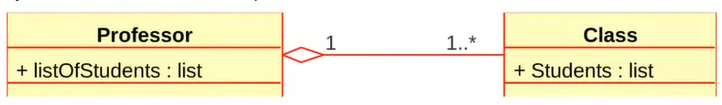 Professor
+ listOfStudents : list
1
1..*
Class
+ Students : list